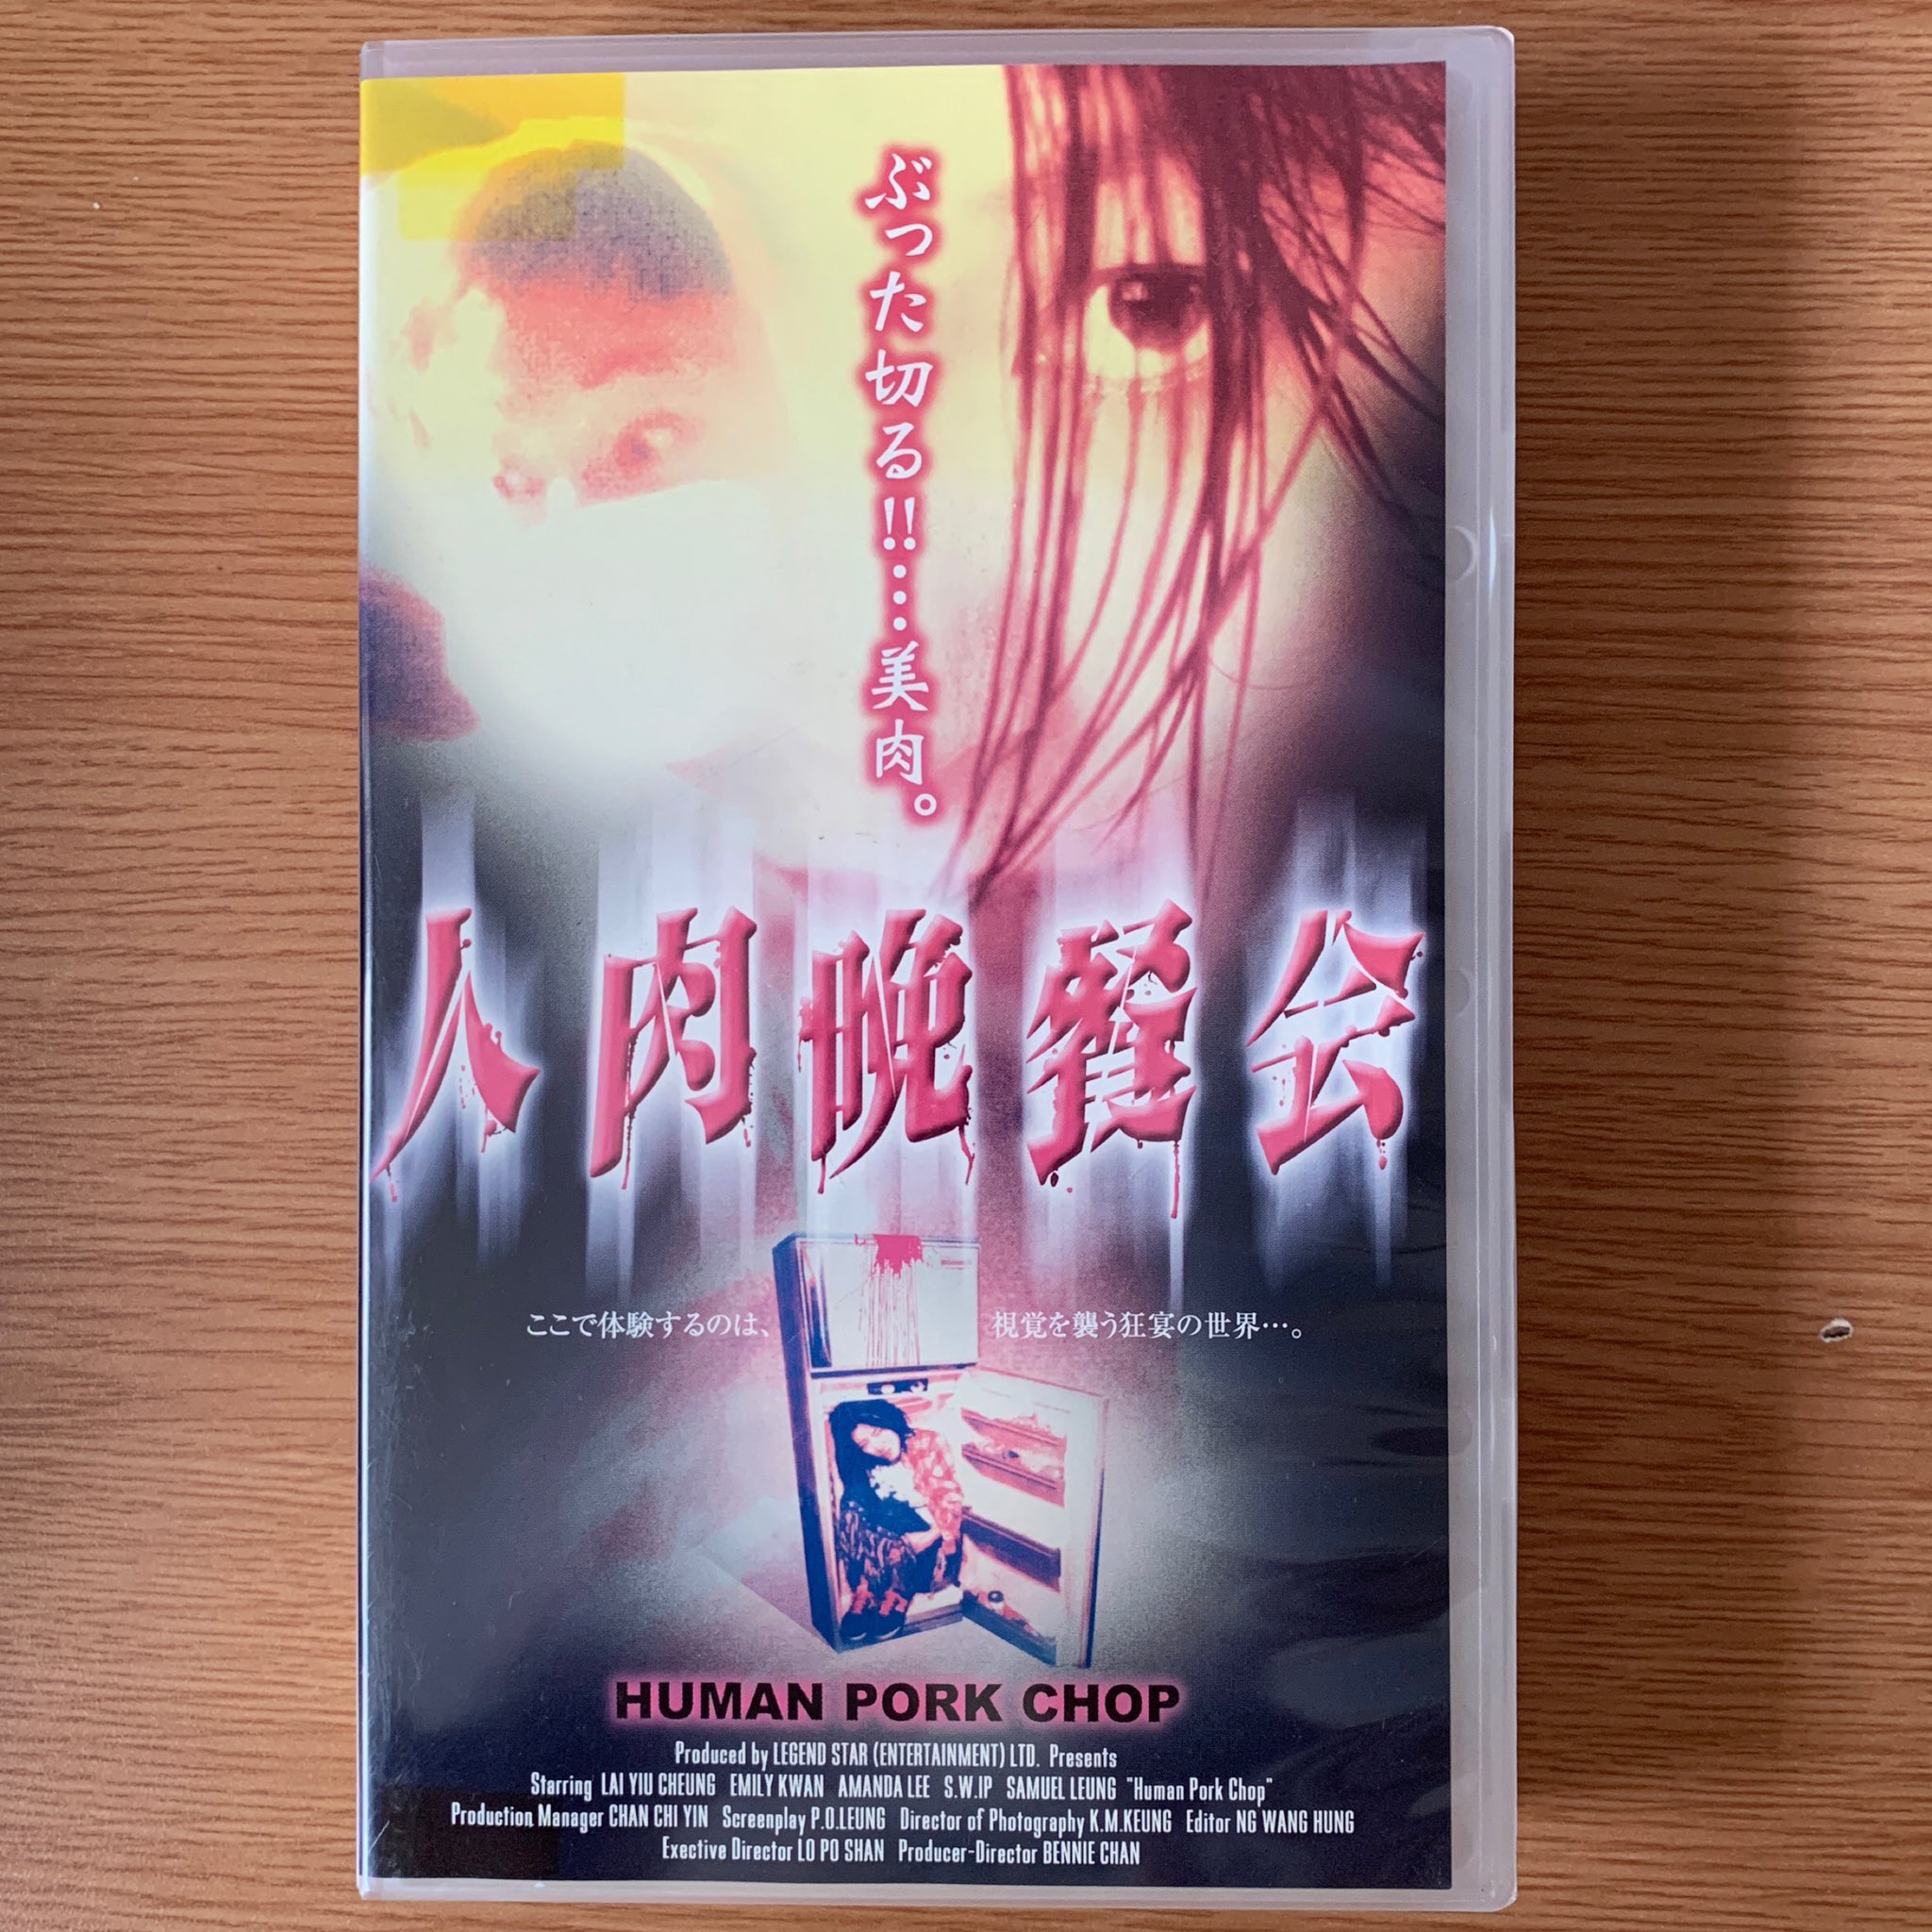 ぶった切る!!…美肉。
人肉晩餐会
ここで体験するのは、 視覚を襲う狂宴の世界…。
HUMAN PORK CHOP
Produced by LEGEND STAR (ENTERTAINMENT) LTD. Presents
Starring LAI YIU CHEUNG EMILY KWAN AMANDA LEE S.W.IP SAMUEL LEUNG "Human Pork Chop"
Production Manager CHAN CHI YIN Screenplay P.O.LEUNG Director of Photography K.M.KEUNG Editor NG WANG HUNG
Exective Director LO PO SHAN Producer-Director BENNIE CHAN